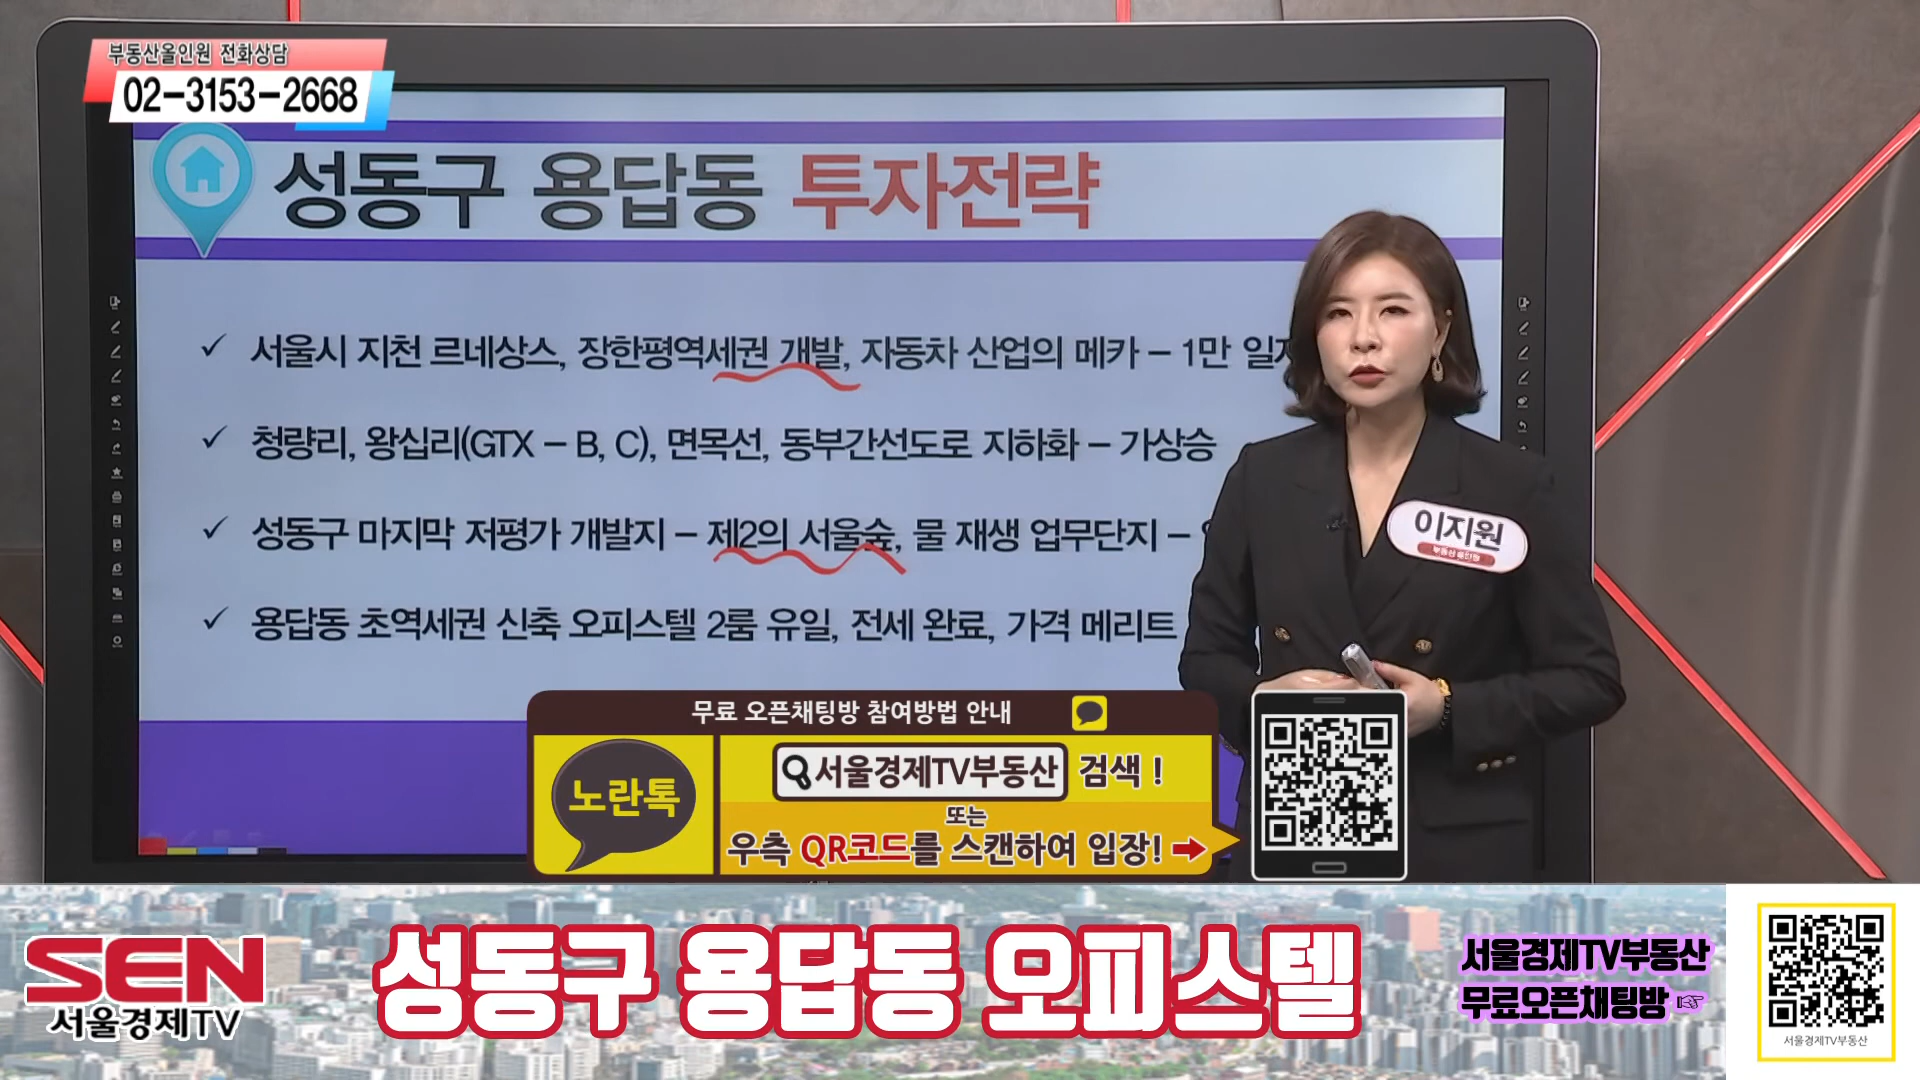 부동산올인원 전화상담
02-3153-2668
성동구 용답동 투자전략
✓ 서울시 지천 르네상스, 장한평역세권 개발, 자동차 산업의 메카 – 1만
✓ 청량리, 왕십리(GTX – B, C), 면목선, 동부간선도로 지하화 – 가상승
✓ 성동구 마지막 저평가 개발지 – 제2의 서울숲, 물 재생 업무단지 –
✓ 용답동 초역세권 신축 오피스텔 2룸 유일, 전세 완료, 가격 메리트
이지원
무료 오픈채팅방 참여방법 안내
노란톡
서울경제TV부동산 검색 !
또는
우측 QR코드를 스캔하여 입장!
SEN
서울경제TV
성동구 용답동 오피스텔
서울경제TV부동산
무료오픈채팅방 ☞
서울경제TV부동산